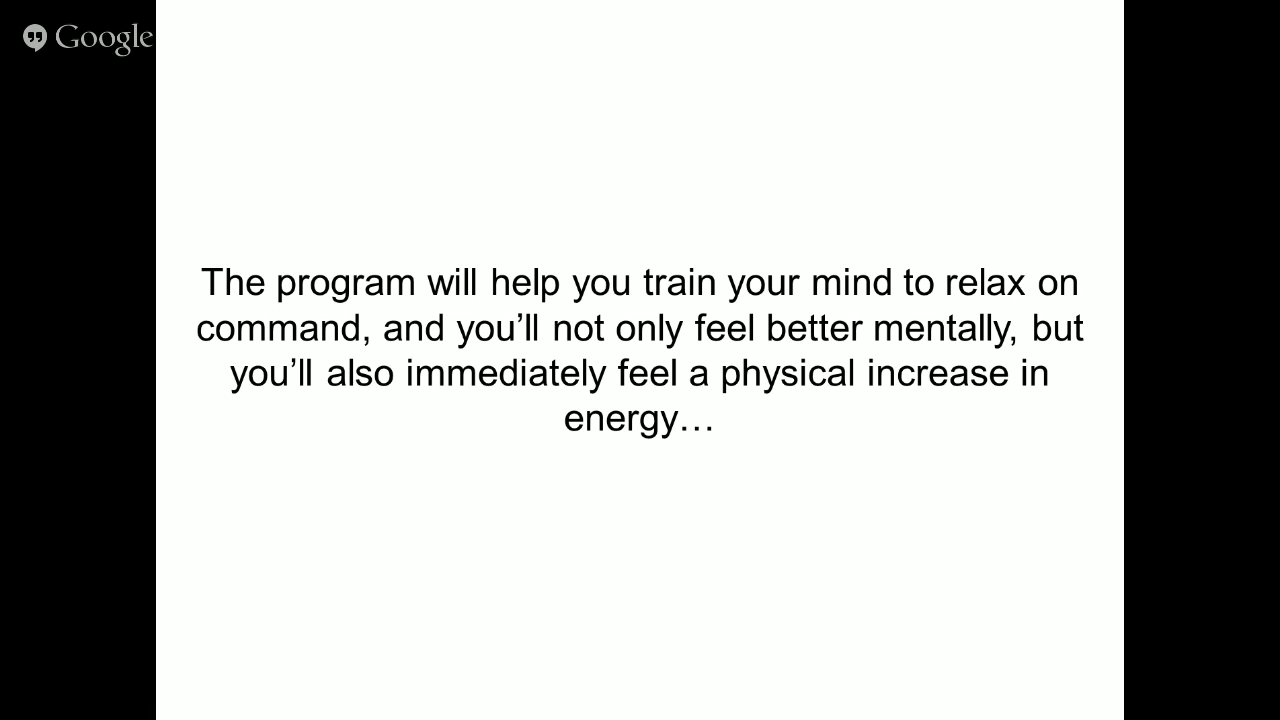 Google
The program will help you train your mind to relax on
command, and you’ll not only feel better mentally, but
you’ll also immediately feel a physical increase in
energy…